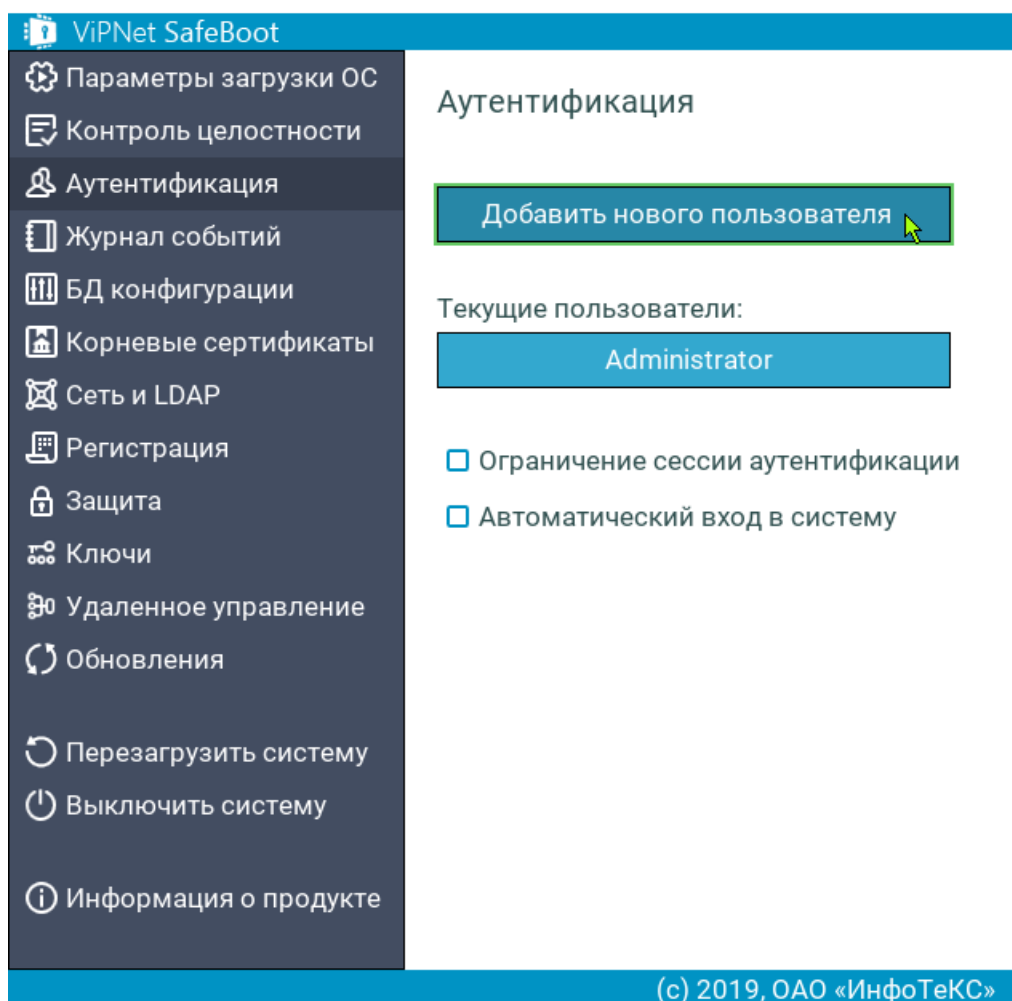 ViPNet SafeBoot
Параметры загрузки ОС
Контроль целостности
Аутентификация
Журнал событий
БД конфигурации
Корневые сертификаты
Сеть и LDAP
Регистрация
Защита
Ключи
Удаленное управление
Обновления
Перезагрузить систему
Выключить систему
Информация о продукте
Аутентификация
Добавить нового пользователя
Текущие пользователи:
Administrator
Ограничение сессии аутентификации
Автоматический вход в систему
(c) 2019, ОАО «ИнфоТеКС»